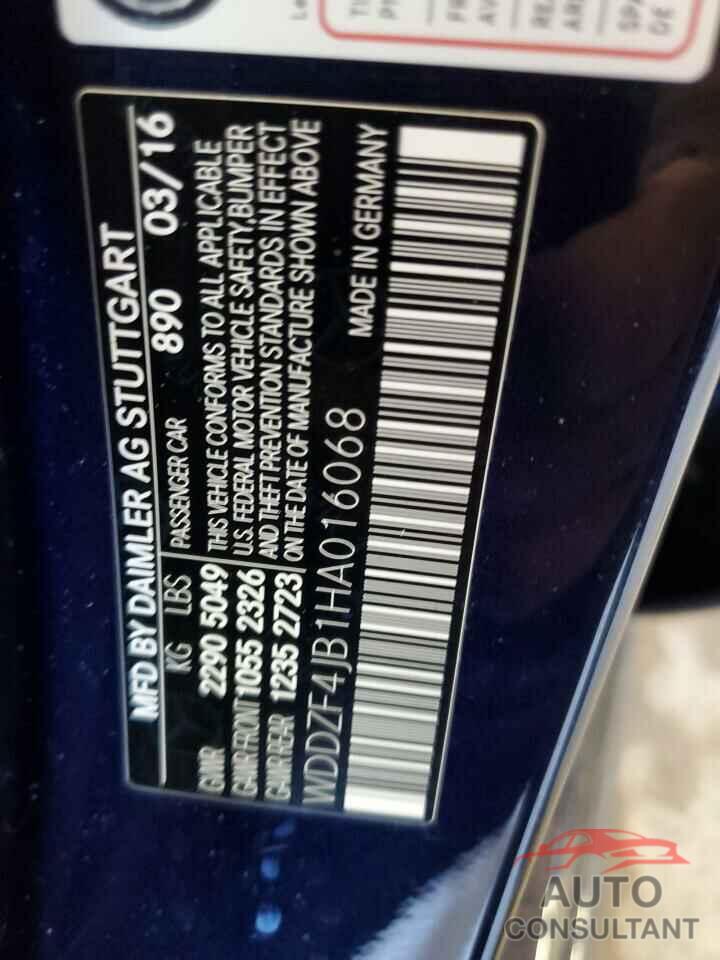 MFD BY DAIMLER AG STUTTGART
KG LBS PASSENGER CAR 890 03/16
GVWR 2290 5049 THIS VEHICLE CONFORMS TO ALL APPLICABLE
GAWR FRONT 1055 2326 U.S. FEDERAL MOTOR VEHICLE SAFETY, BUMPER
GAWR REAR 1235 2723 AND THEFT PREVENTION STANDARDS IN EFFECT
ON THE DATE OF MANUFACTURE SHOWN ABOVE
WDDZF4JB1HA016068 MADE IN GERMANY
AUTO
CONSULTANT